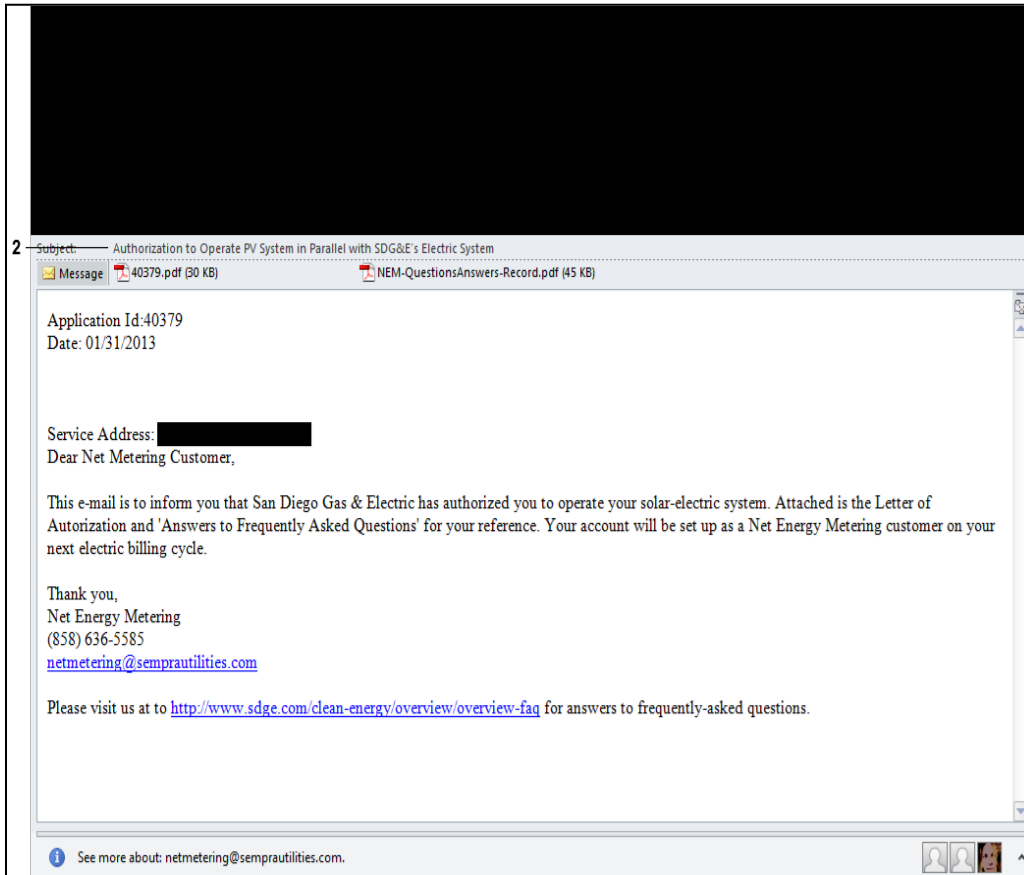 2 Subject: Authorization to Operate PV System in Parallel with SDG&E's Electric System
Message 40379.pdf (30 KB) NEM-QuestionsAnswers-Record.pdf (45 KB)
Application Id:40379
Date: 01/31/2013
Service Address:
Dear Net Metering Customer,
This e-mail is to inform you that San Diego Gas & Electric has authorized you to operate your solar-electric system. Attached is the Letter of
Autorization and 'Answers to Frequently Asked Questions' for your reference. Your account will be set up as a Net Energy Metering customer on your
next electric billing cycle.
Thank you,
Net Energy Metering
(858) 636-5585
netmetering@semprautilities.com
Please visit us at to http://www.sdge.com/clean-energy/overview/overview-faq for answers to frequently-asked questions.
See more about: netmetering@semprautilities.com.